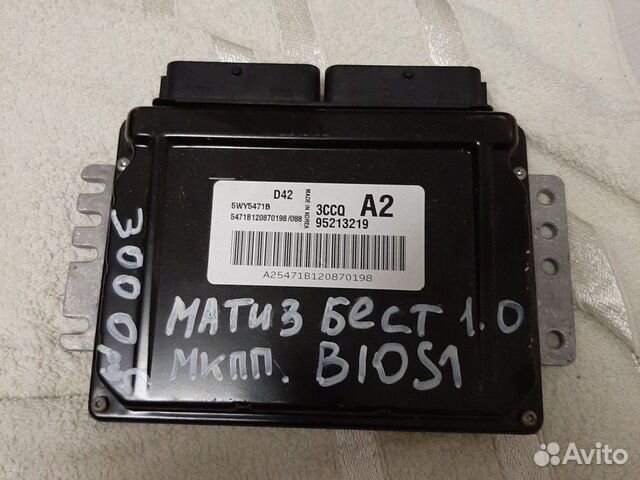 D42
5WY5471B
5471B120870198/088
MADE IN KOREA
3CCQ A2
95213219
A25471B120870198
МАТИЗ БеСТ 1.0
МКПП. B10S1
3000 рб
Avito